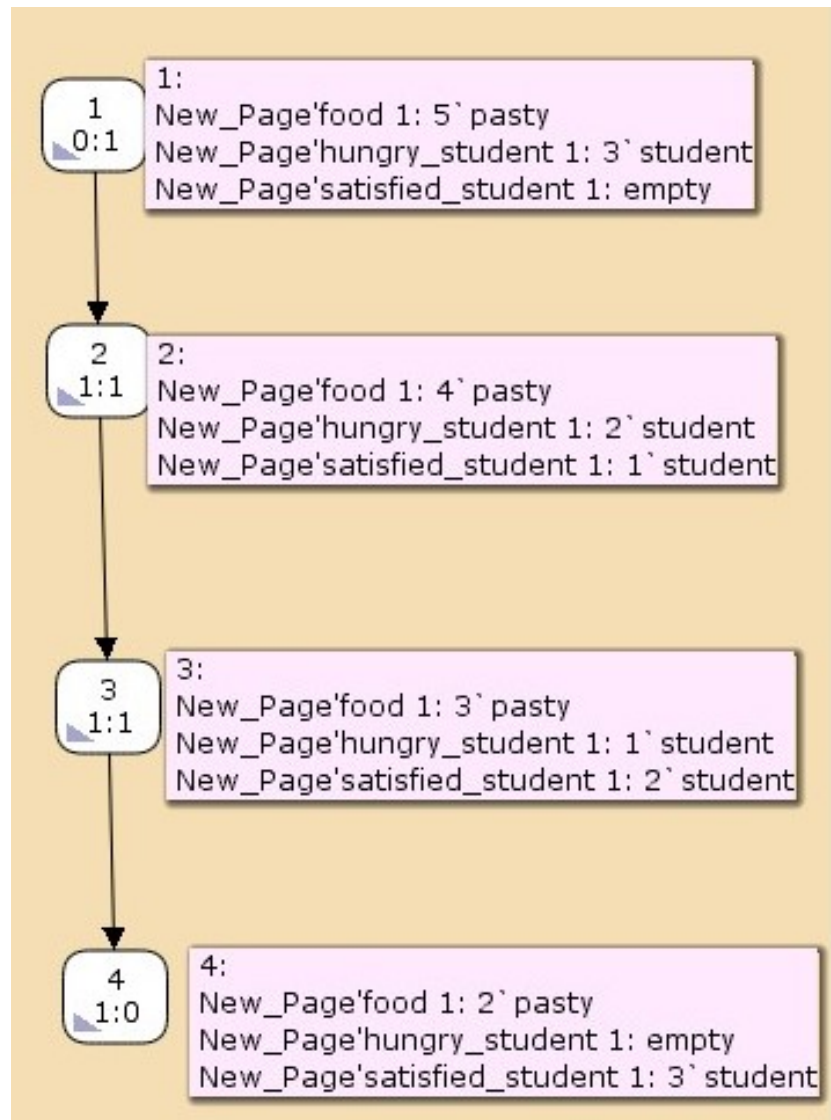 1
0:1
1:
New_Page'food 1: 5`pasty
New_Page'hungry_student 1: 3`student
New_Page'satisfied_student 1: empty
2
1:1
2:
New_Page'food 1: 4`pasty
New_Page'hungry_student 1: 2`student
New_Page'satisfied_student 1: 1`student
3
1:1
3:
New_Page'food 1: 3`pasty
New_Page'hungry_student 1: 1`student
New_Page'satisfied_student 1: 2`student
4
1:0
4:
New_Page'food 1: 2`pasty
New_Page'hungry_student 1: empty
New_Page'satisfied_student 1: 3`student